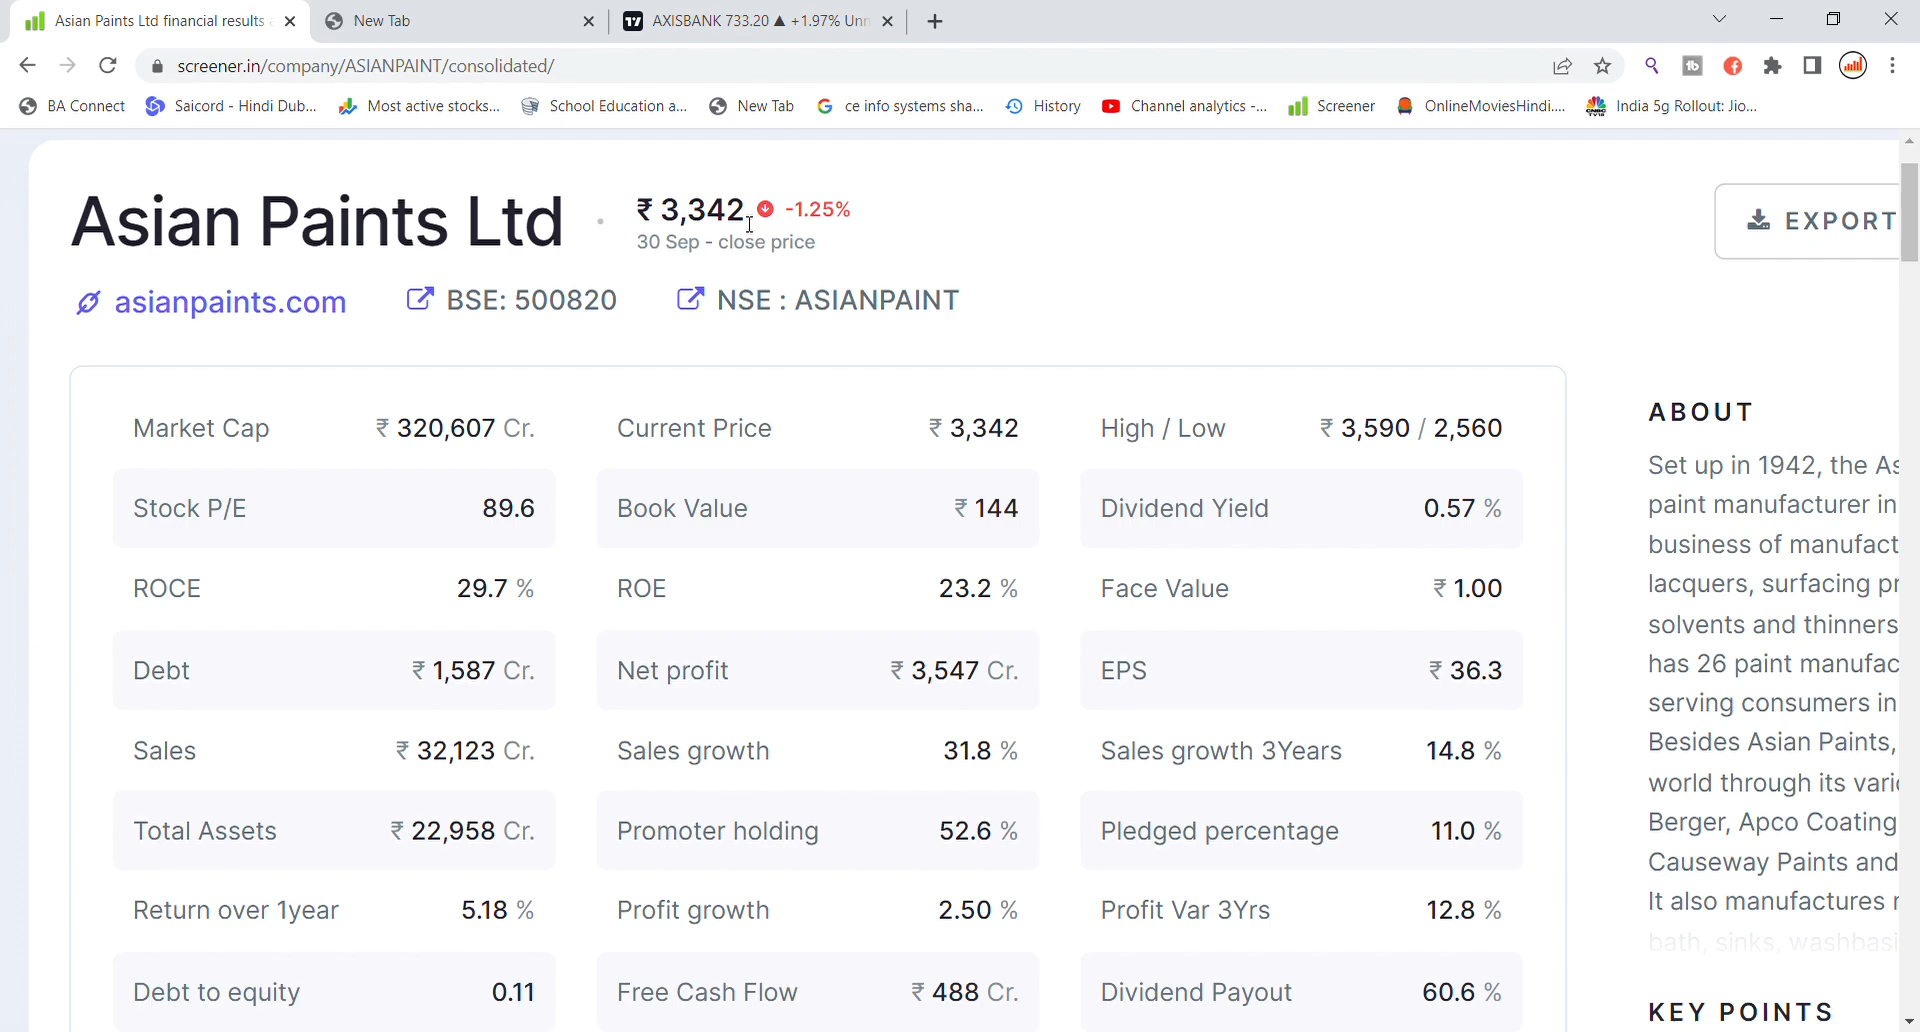 Asian Paints Ltd financial results
New Tab
AXISBANK 733.20 ▲ +1.97% Unn
screener.in/company/ASIANPAINT/consolidated/
BA Connect
Saicord - Hindi Dub...
Most active stocks...
School Education a...
New Tab
ce info systems sha...
History
Channel analytics -...
Screener
OnlineMoviesHindi....
India 5g Rollout: Jio...
Asian Paints Ltd
₹ 3,342 -1.25%
30 Sep - close price
EXPORT
asianpaints.com
BSE: 500820
NSE : ASIANPAINT
Market Cap ₹ 320,607 Cr.
Current Price ₹ 3,342
High / Low ₹ 3,590 / 2,560
Stock P/E 89.6
Book Value ₹ 144
Dividend Yield 0.57 %
ROCE 29.7 %
ROE 23.2 %
Face Value ₹ 1.00
Debt ₹ 1,587 Cr.
Net profit ₹ 3,547 Cr.
EPS ₹ 36.3
Sales ₹ 32,123 Cr.
Sales growth 31.8 %
Sales growth 3Years 14.8 %
Total Assets ₹ 22,958 Cr.
Promoter holding 52.6 %
Pledged percentage 11.0 %
Return over 1year 5.18 %
Profit growth 2.50 %
Profit Var 3Yrs 12.8 %
Debt to equity 0.11
Free Cash Flow ₹ 488 Cr.
Dividend Payout 60.6 %
ABOUT
Set up in 1942, the As
paint manufacturer in
business of manufact
lacquers, surfacing pr
solvents and thinners
has 26 paint manufac
serving consumers in
Besides Asian Paints,
world through its vari
Berger, Apco Coating
Causeway Paints and
It also manufactures
bath, sinks, washbasi
KEY POINTS